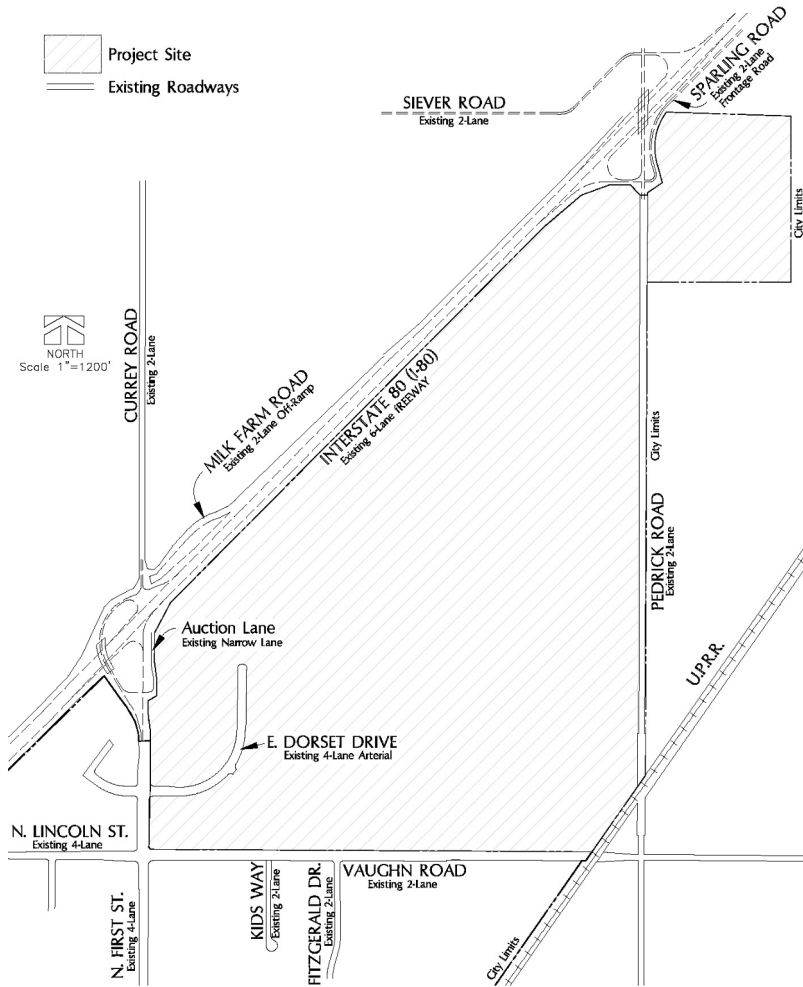 Project Site
Existing Roadways
SIEVER ROAD
Existing 2-Lane
SPARLING ROAD
Existing 2-Lane
Frontage Road
City Limits
NORTH
Scale 1"=1200'
CURREY ROAD
Existing 2-Lane
MILK FARM ROAD
Existing 2-Lane Off-Ramp
INTERSTATE 80 (I-80)
Existing 6-Lane fREEWAY
City Limits
PEDRICK ROAD
Existing 2-Lane
U.P.R.R.
Auction Lane
Existing Narrow Lane
E. DORSET DRIVE
Existing 4-Lane Arterial
N. LINCOLN ST.
Existing 4-Lane
VAUGHN ROAD
Existing 2-Lane
N. FIRST ST.
Existing 4-Lane
KIDS WAY
Existing 2-Lane
FITZGERALD DR.
Existing 2-Lane
City Limits